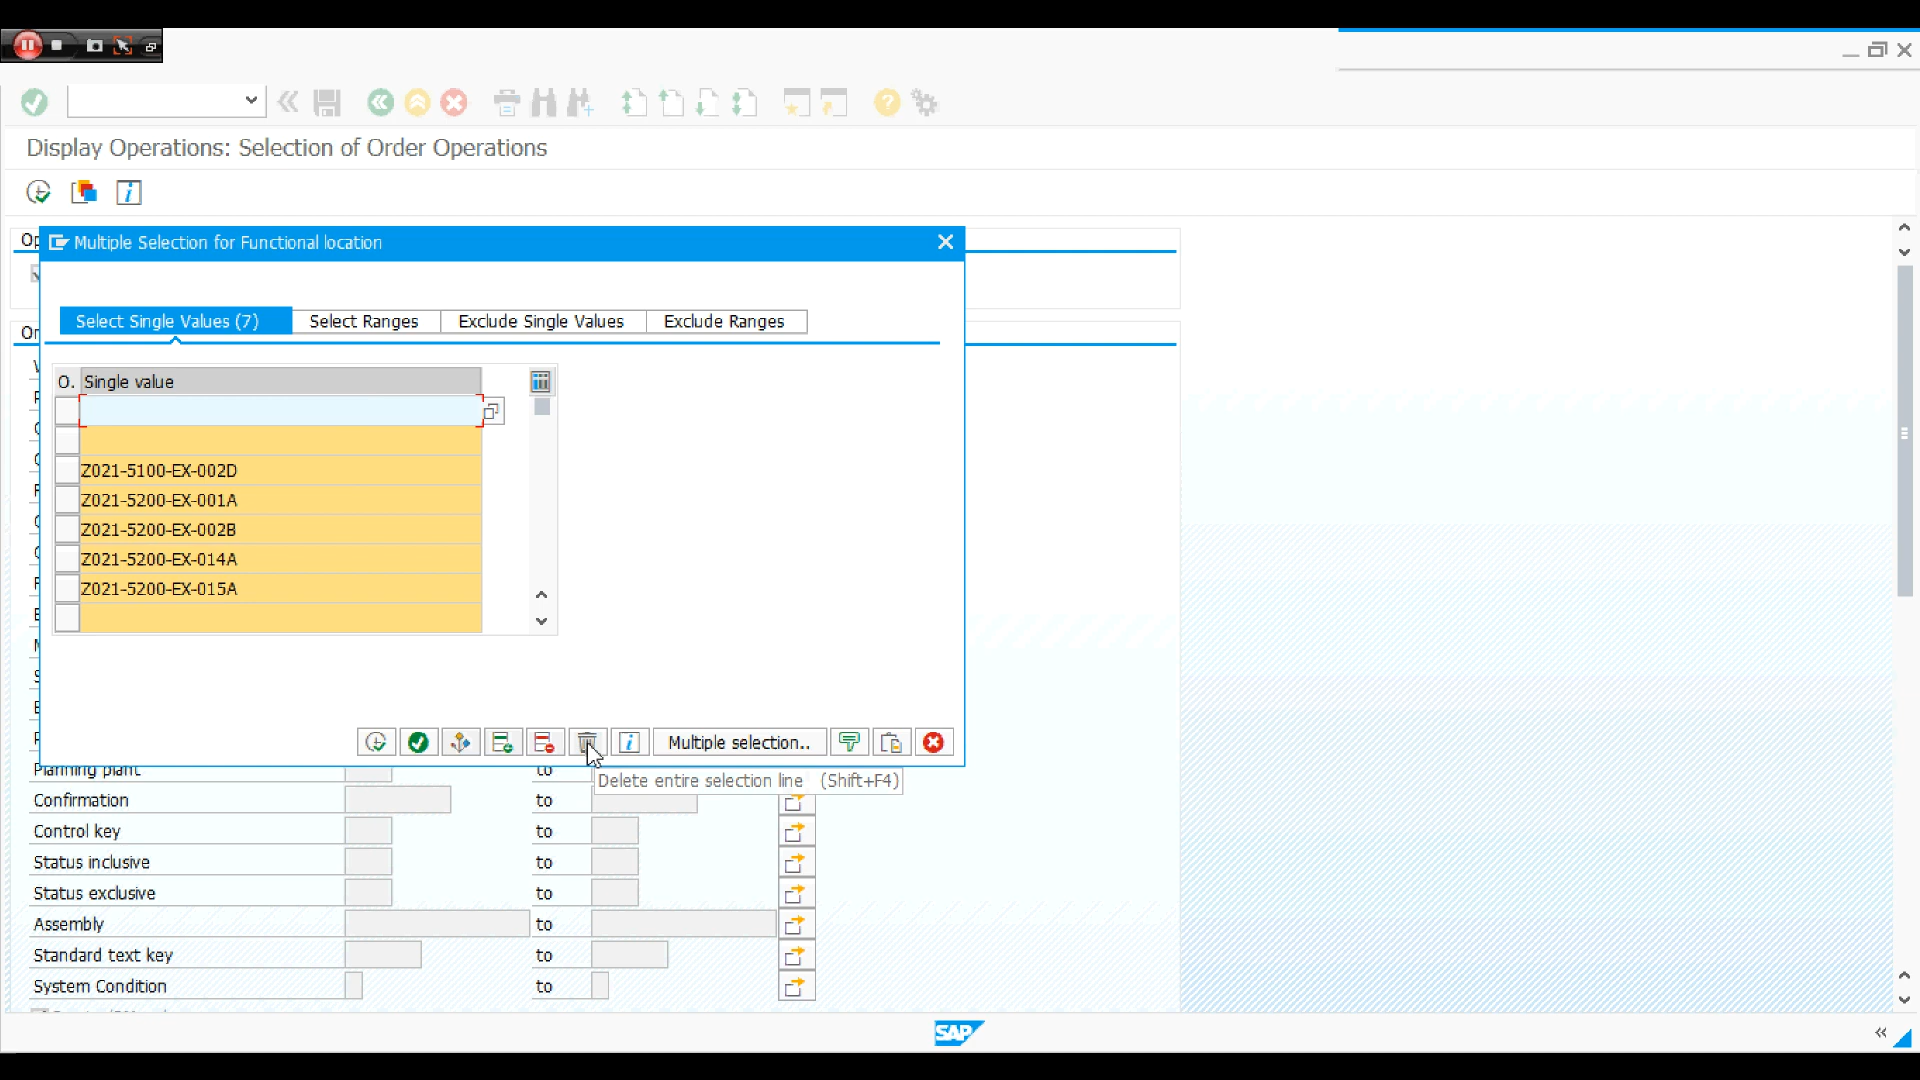 Display Operations: Selection of Order Operations
Multiple Selection for Functional location
Select Single Values (7)
Select Ranges
Exclude Single Values
Exclude Ranges
O. Single value
Z021-5100-EX-002D
Z021-5200-EX-001A
Z021-5200-EX-002B
Z021-5200-EX-014A
Z021-5200-EX-015A
Multiple selection..
Delete entire selection line (Shift+F4)
Planning plant to
Confirmation to
Control key to
Status inclusive to
Status exclusive to
Assembly to
Standard text key to
System Condition to
SAP